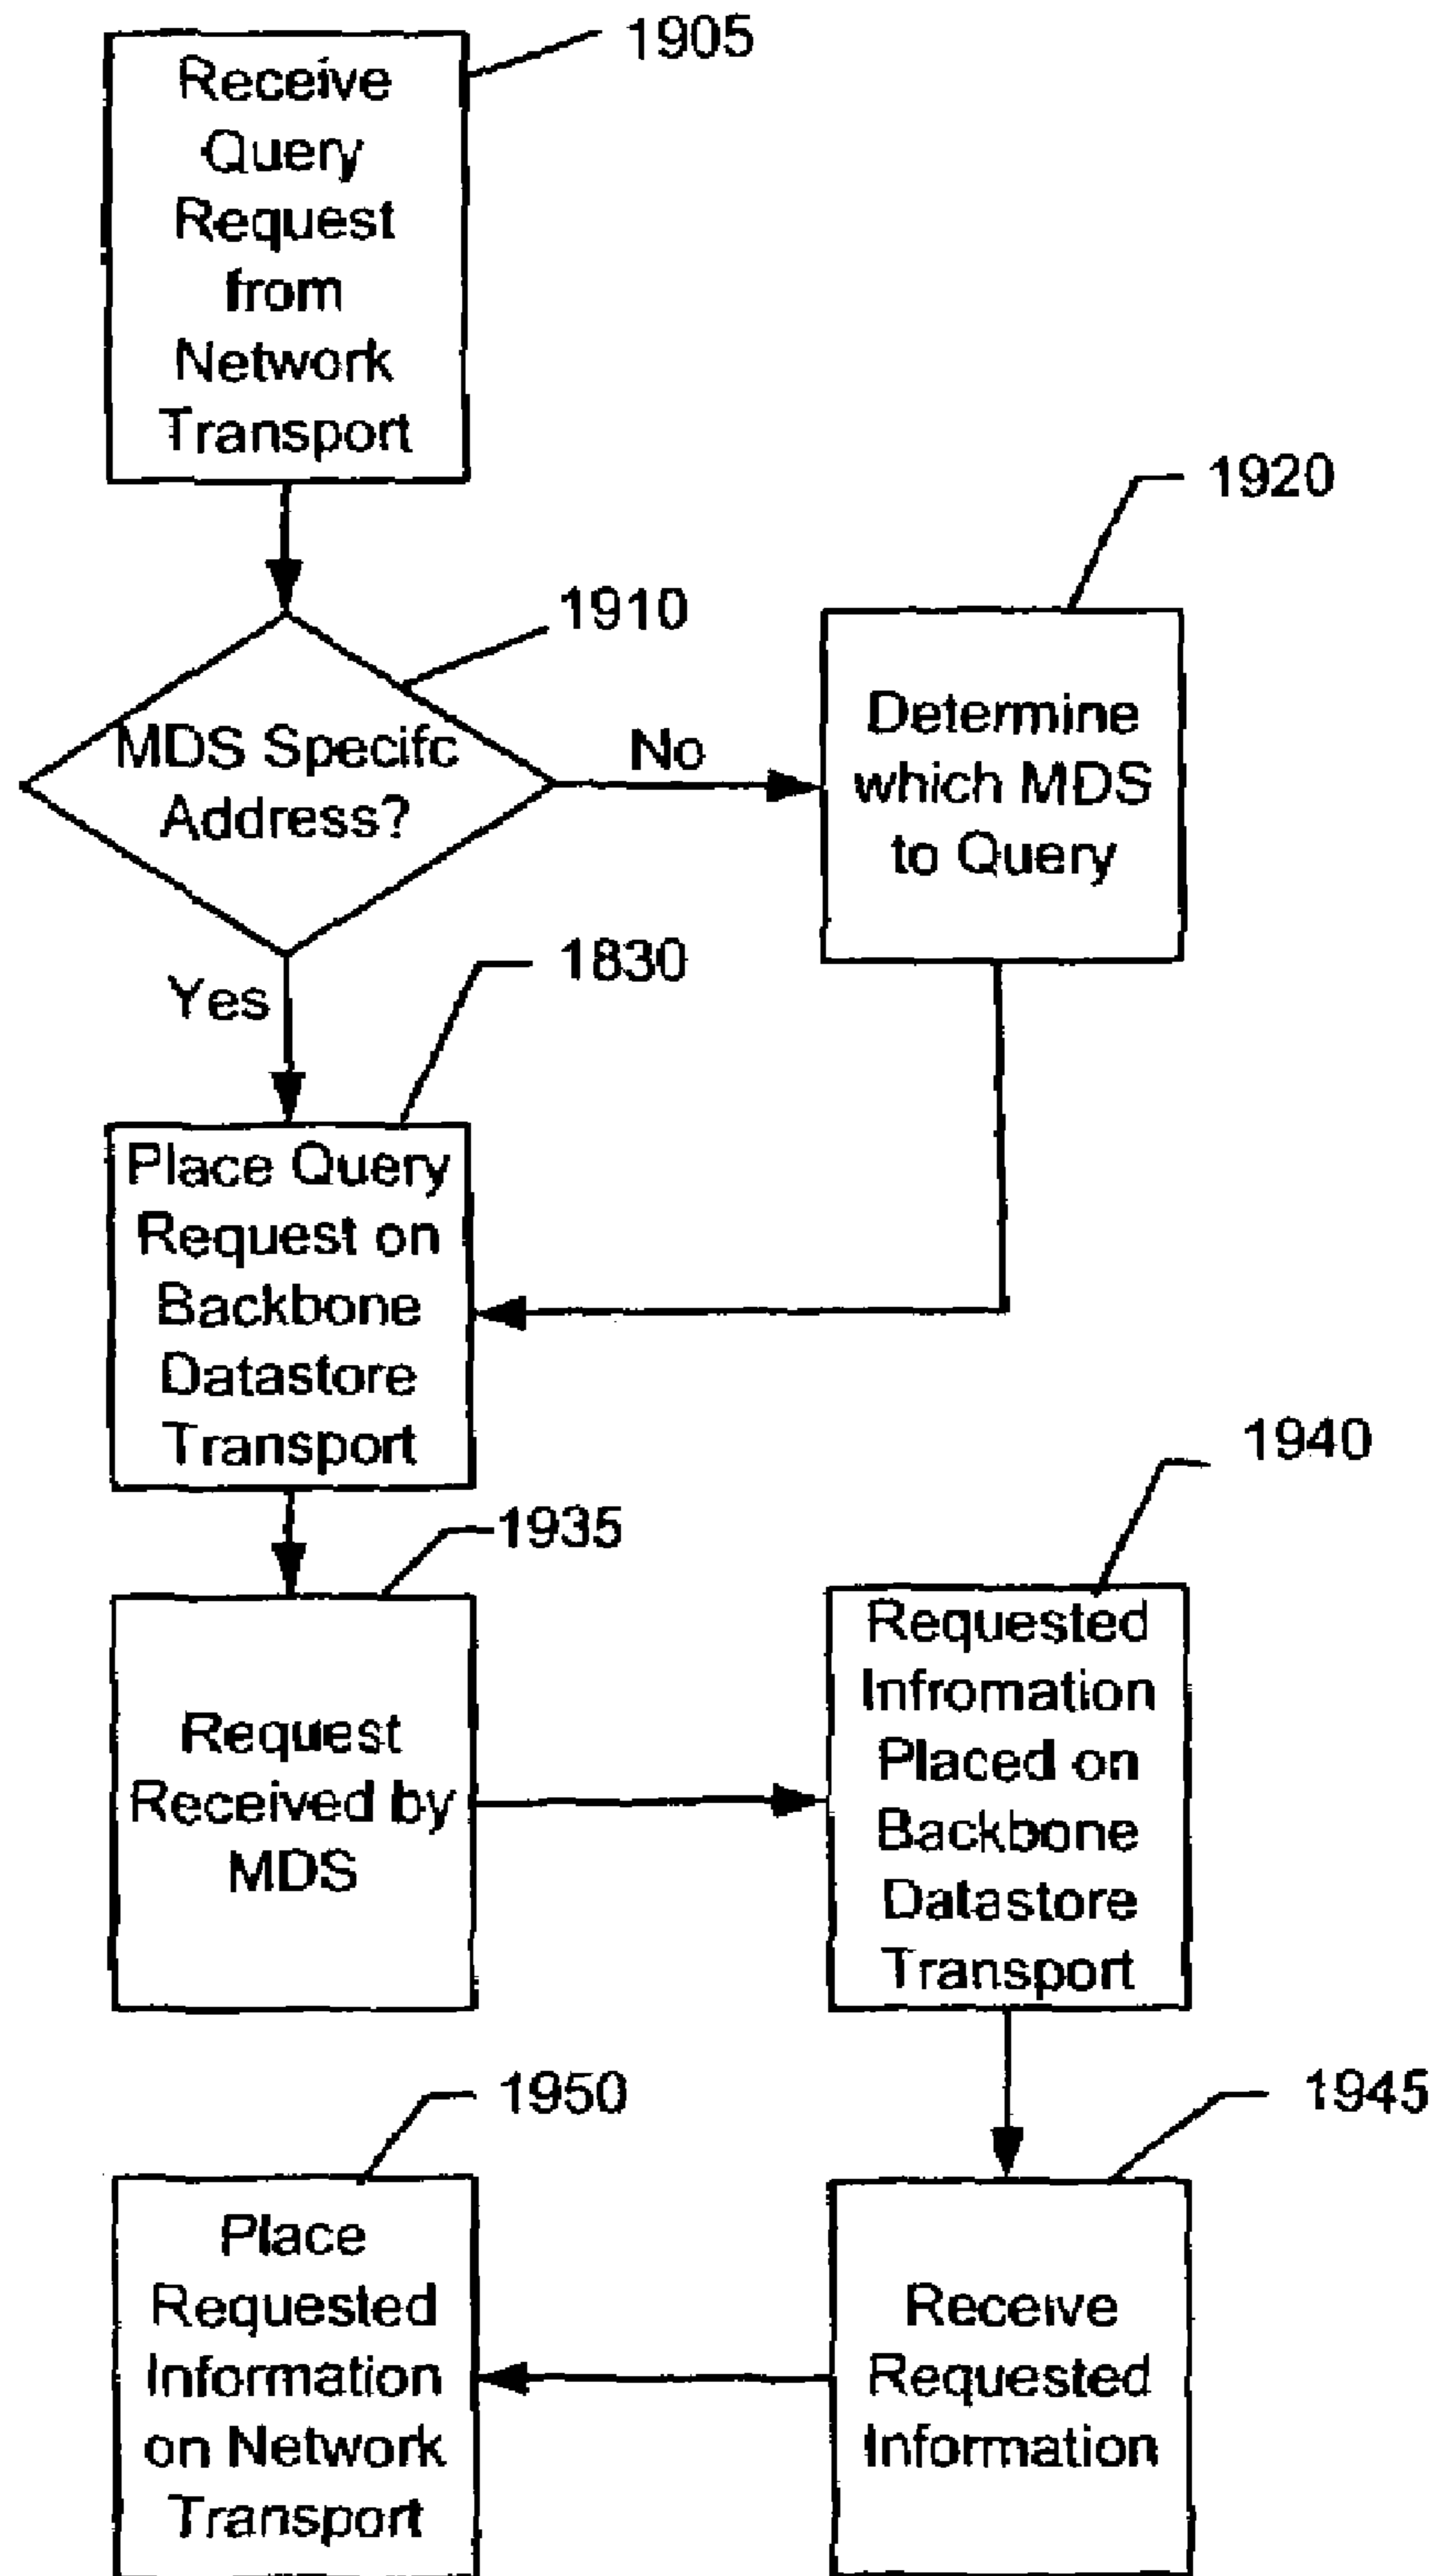 1905
Receive
Query
Request
from
Network
Transport
1910
MDS Specifc
Address?
No
1920
Determine
which MDS
to Query
Yes
1830
Place Query
Request on
Backbone
Datastore
Transport
1935
Request
Received by
MDS
1940
Requested
Infromation
Placed on
Backbone
Datastore
Transport
1945
Receive
Requested
Information
1950
Place
Requested
Information
on Network
Transport